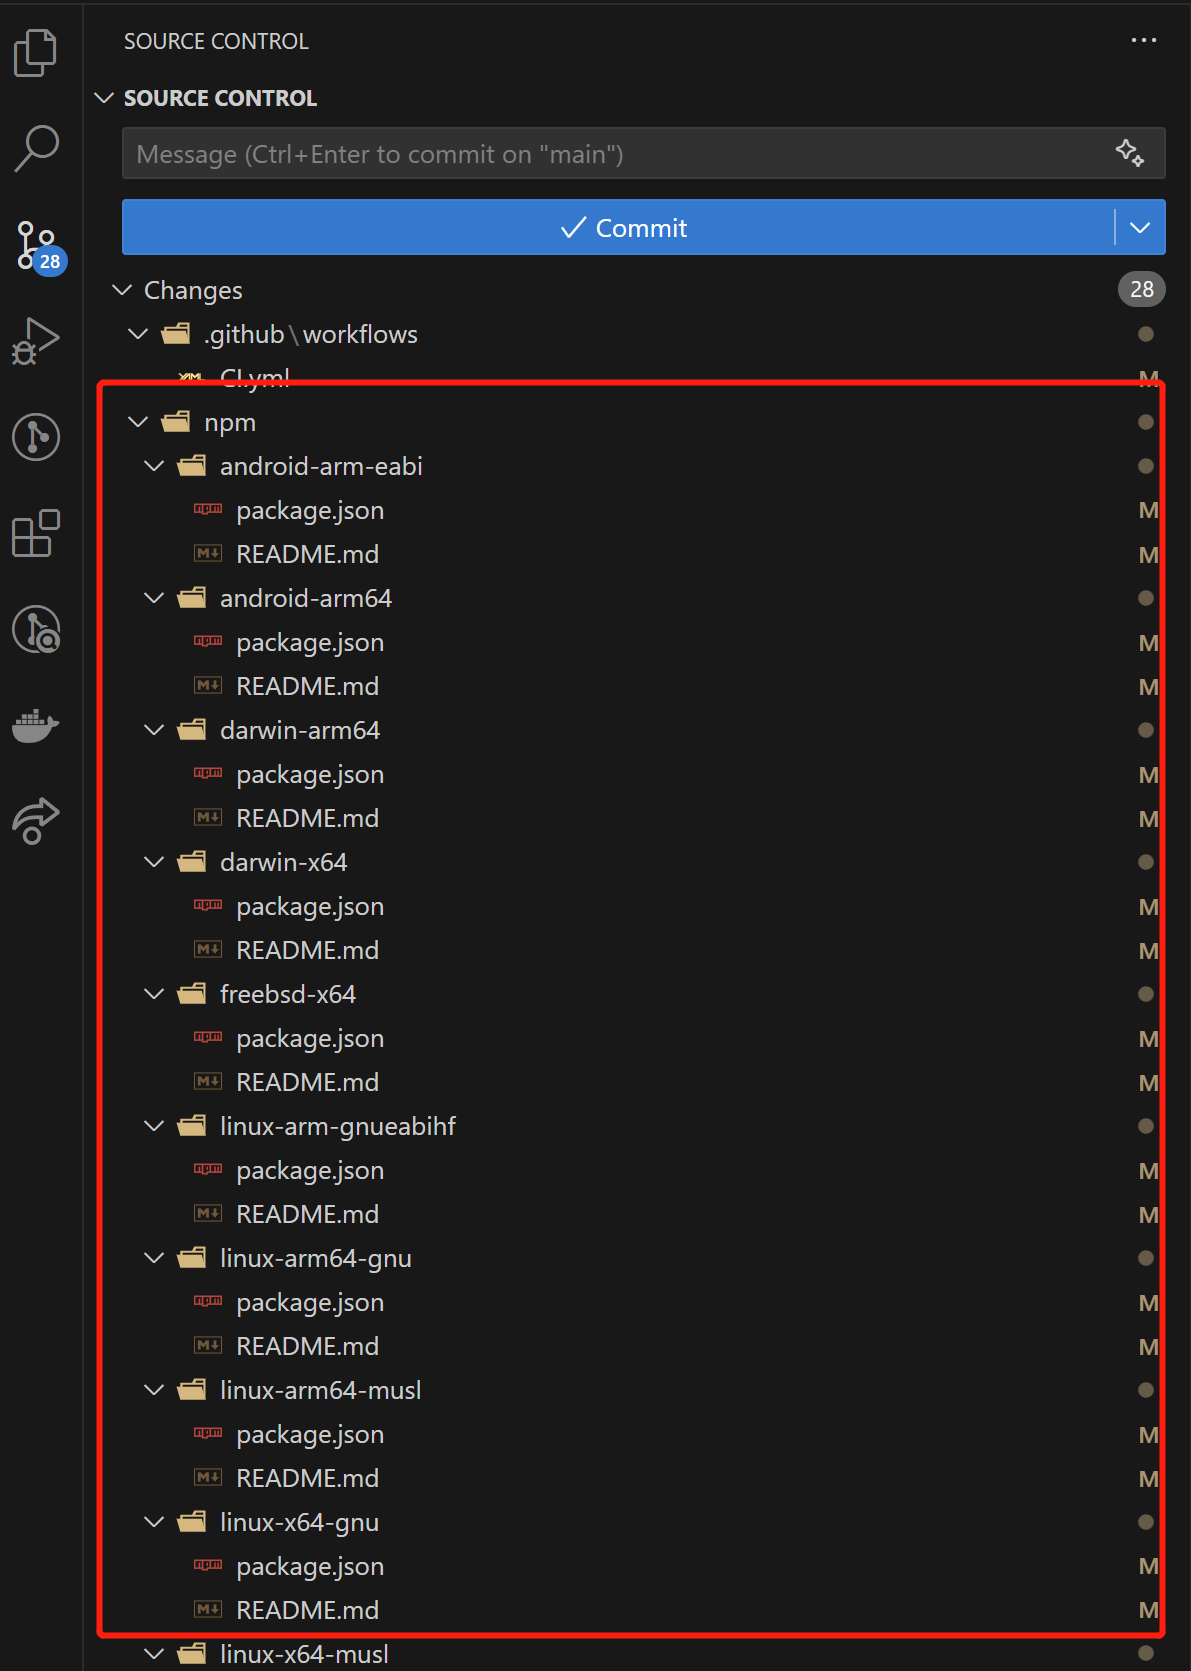 SOURCE CONTROL
SOURCE CONTROL
Message (Ctrl+Enter to commit on "main")
Commit
28
Changes 28
.github\workflows
CI.yml M
npm
android-arm-eabi
package.json M
README.md M
android-arm64
package.json M
README.md M
darwin-arm64
package.json M
README.md M
darwin-x64
package.json M
README.md M
freebsd-x64
package.json M
README.md M
linux-arm-gnueabihf
package.json M
README.md M
linux-arm64-gnu
package.json M
README.md M
linux-arm64-musl
package.json M
README.md M
linux-x64-gnu
package.json M
README.md M
linux-x64-musl